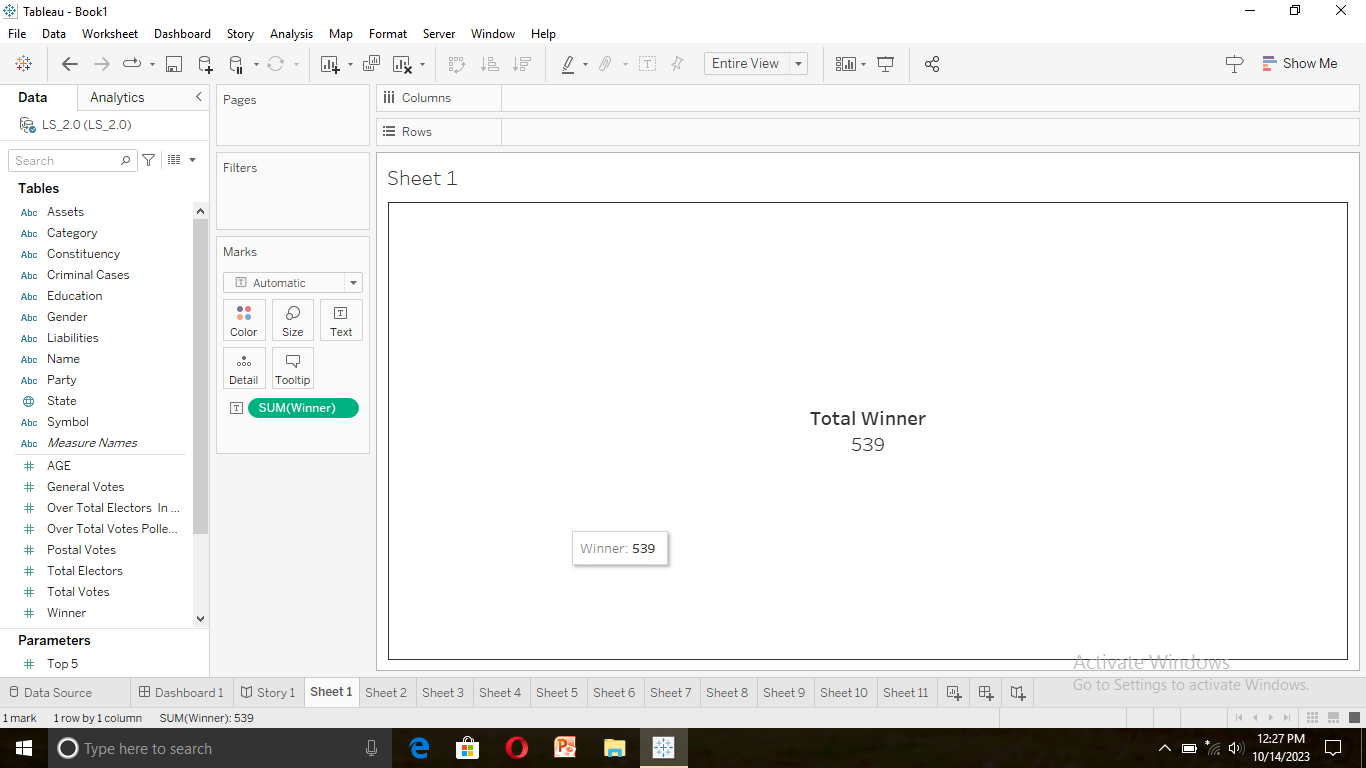 Tableau - Book1
File Data Worksheet Dashboard Story Analysis Map Format Server Window Help
Entire View
Show Me
Data Analytics
LS_2.0 (LS_2.0)
Search
Tables
Abc Assets
Abc Category
Abc Constituency
Abc Criminal Cases
Abc Education
Abc Gender
Abc Liabilities
Abc Name
Abc Party
State
Abc Symbol
Abc Measure Names
# AGE
# General Votes
# Over Total Electors In ...
# Over Total Votes Polle...
# Postal Votes
# Total Electors
# Total Votes
# Winner
Parameters
# Top 5
Pages
Filters
Marks
T Automatic
Color Size T Text
Detail Tooltip
T SUM(Winner)
Columns
Rows
Sheet 1
Total Winner
539
Winner: 539
Activate Windows
Go to Settings to activate Windows.
Data Source Dashboard 1 Story 1 Sheet 1 Sheet 2 Sheet 3 Sheet 4 Sheet 5 Sheet 6 Sheet 7 Sheet 8 Sheet 9 Sheet 10 Sheet 11
1 mark 1 row by 1 column SUM(Winner): 539
Type here to search
12:27 PM
10/14/2023